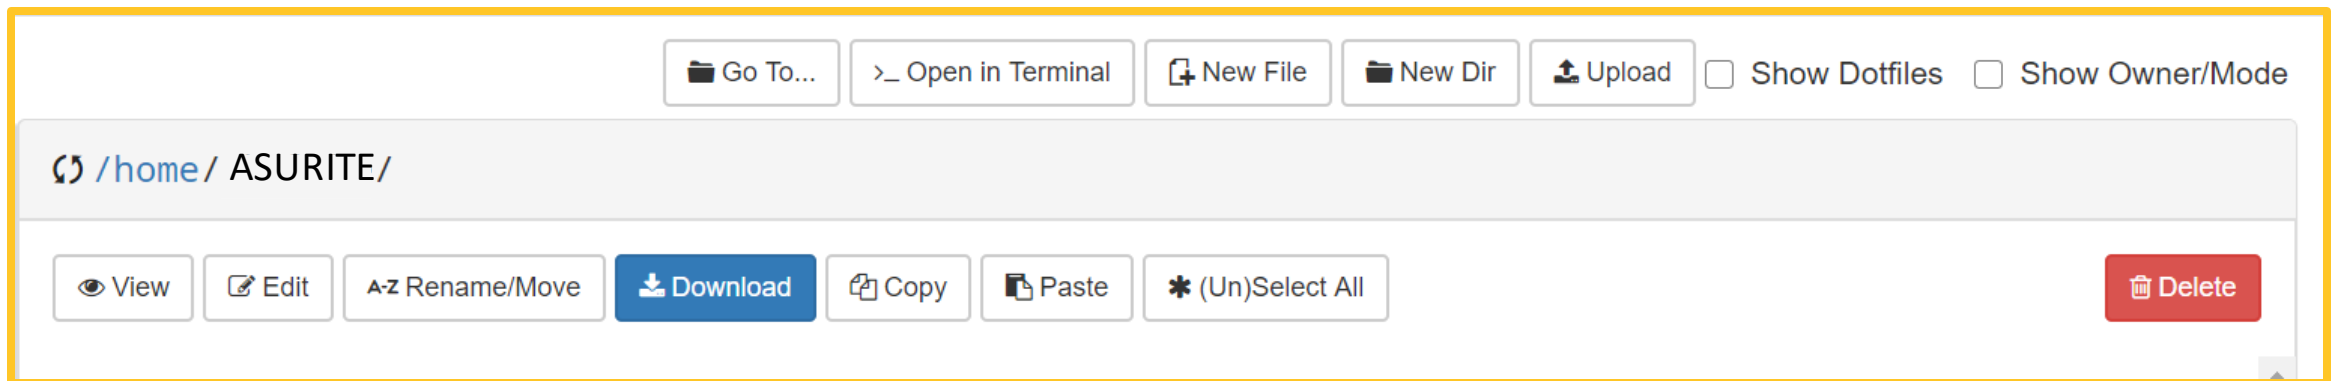 Go To... >_ Open in Terminal New File New Dir Upload Show Dotfiles Show Owner/Mode
/home/ ASURITE/
View Edit A-Z Rename/Move Download Copy Paste ✱ (Un)Select All Delete